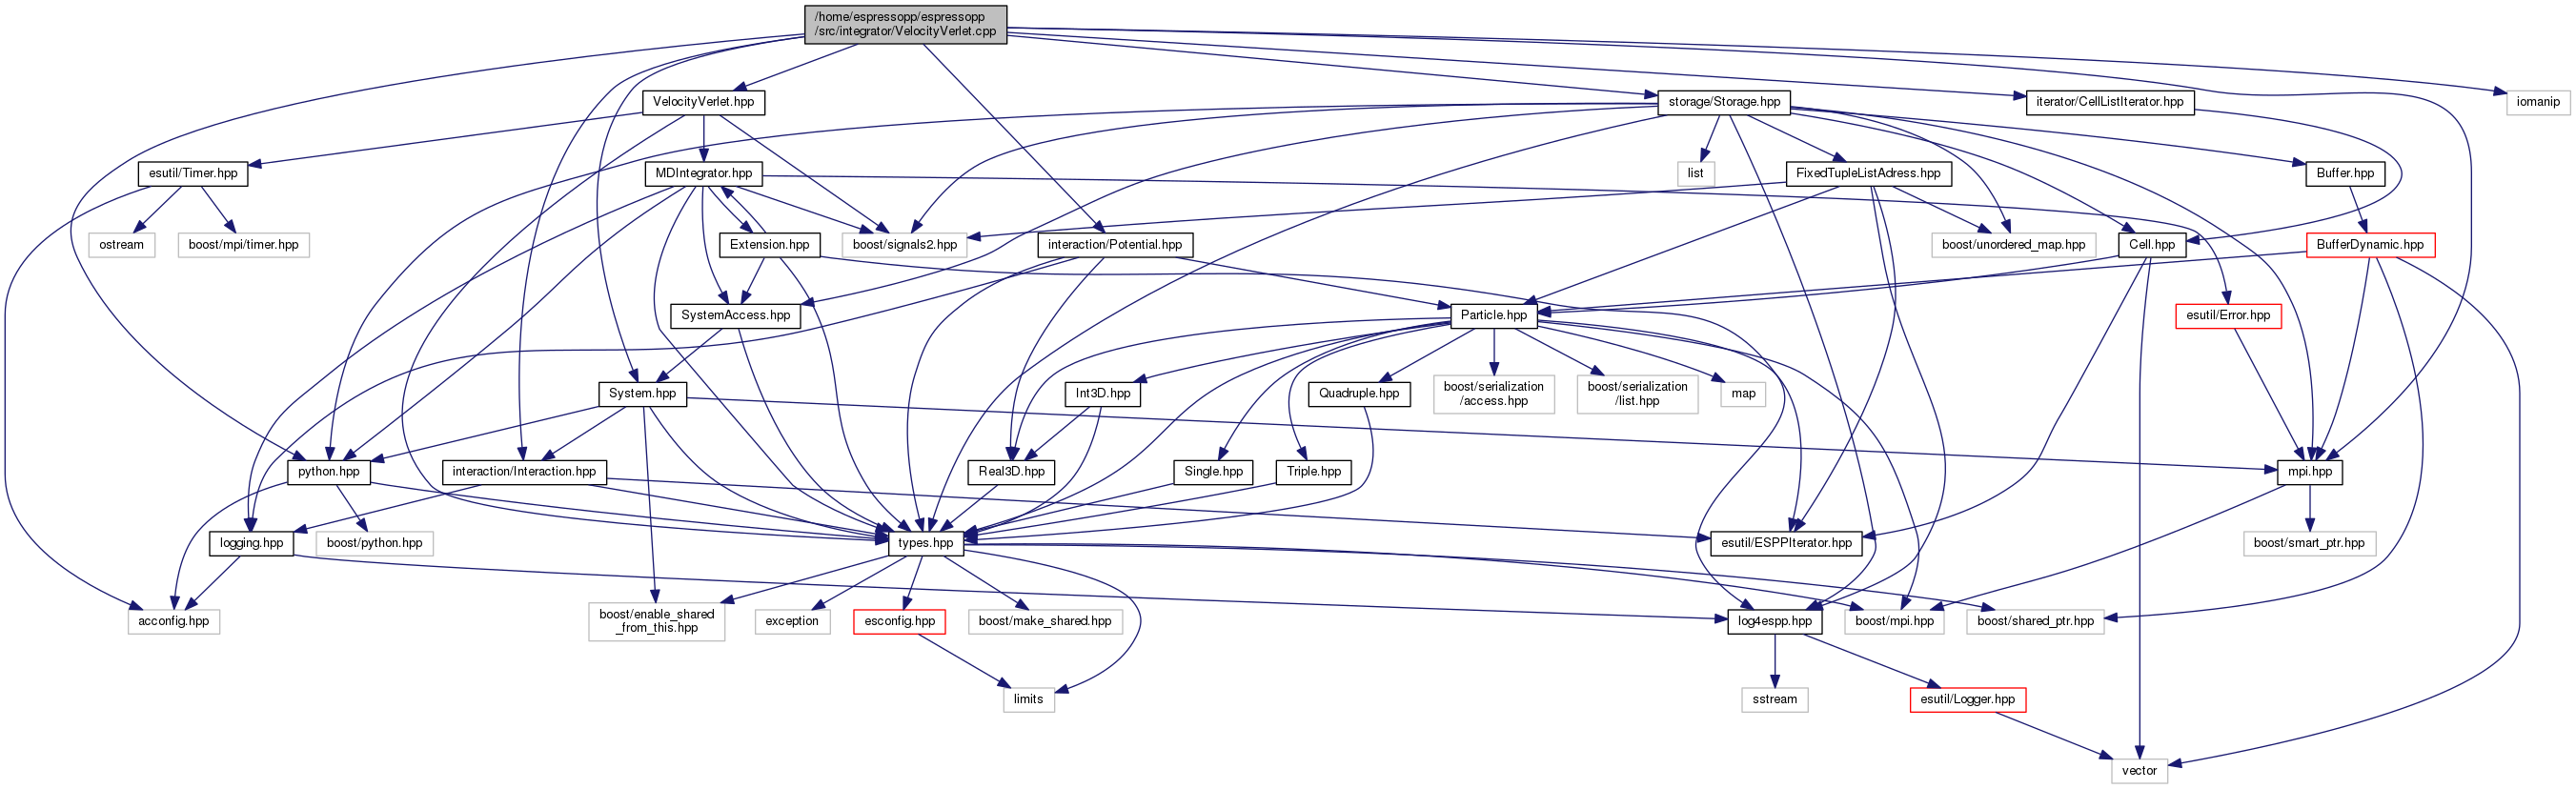 /home/espressopp/espressopp
/src/integrator/VelocityVerlet.cpp
VelocityVerlet.hpp
storage/Storage.hpp
iterator/CellListIterator.hpp
iomanip
esutil/Timer.hpp
MDIntegrator.hpp
list
FixedTupleListAdress.hpp
Buffer.hpp
ostream
boost/mpi/timer.hpp
Extension.hpp
boost/signals2.hpp
interaction/Potential.hpp
boost/unordered_map.hpp
Cell.hpp
BufferDynamic.hpp
SystemAccess.hpp
Particle.hpp
esutil/Error.hpp
System.hpp
Int3D.hpp
Quadruple.hpp
boost/serialization
/access.hpp
boost/serialization
/list.hpp
map
python.hpp
interaction/Interaction.hpp
Real3D.hpp
Single.hpp
Triple.hpp
mpi.hpp
logging.hpp
boost/python.hpp
types.hpp
esutil/ESPPIterator.hpp
boost/smart_ptr.hpp
acconfig.hpp
boost/enable_shared
_from_this.hpp
exception
esconfig.hpp
boost/make_shared.hpp
log4espp.hpp
boost/mpi.hpp
boost/shared_ptr.hpp
limits
sstream
esutil/Logger.hpp
vector